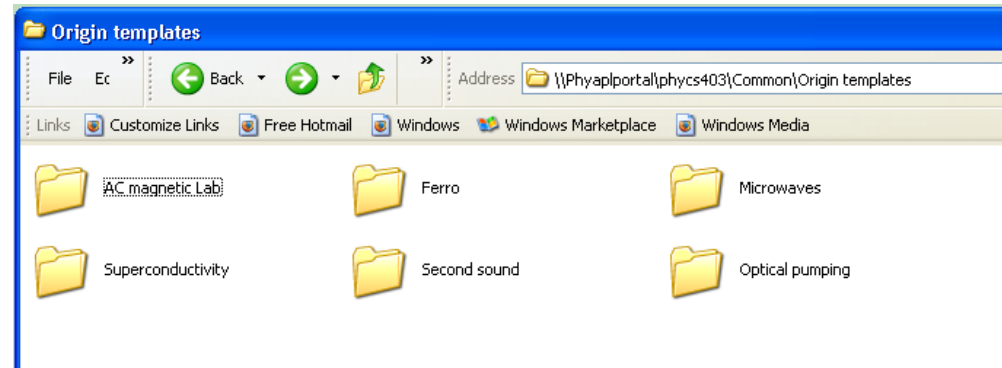 Origin templates
File Ec » Back » Address \\Phyaplportal\phycs403\Common\Origin templates
Links Customize Links Free Hotmail Windows Windows Marketplace Windows Media
AC magnetic Lab Ferro Microwaves
Superconductivity Second sound Optical pumping